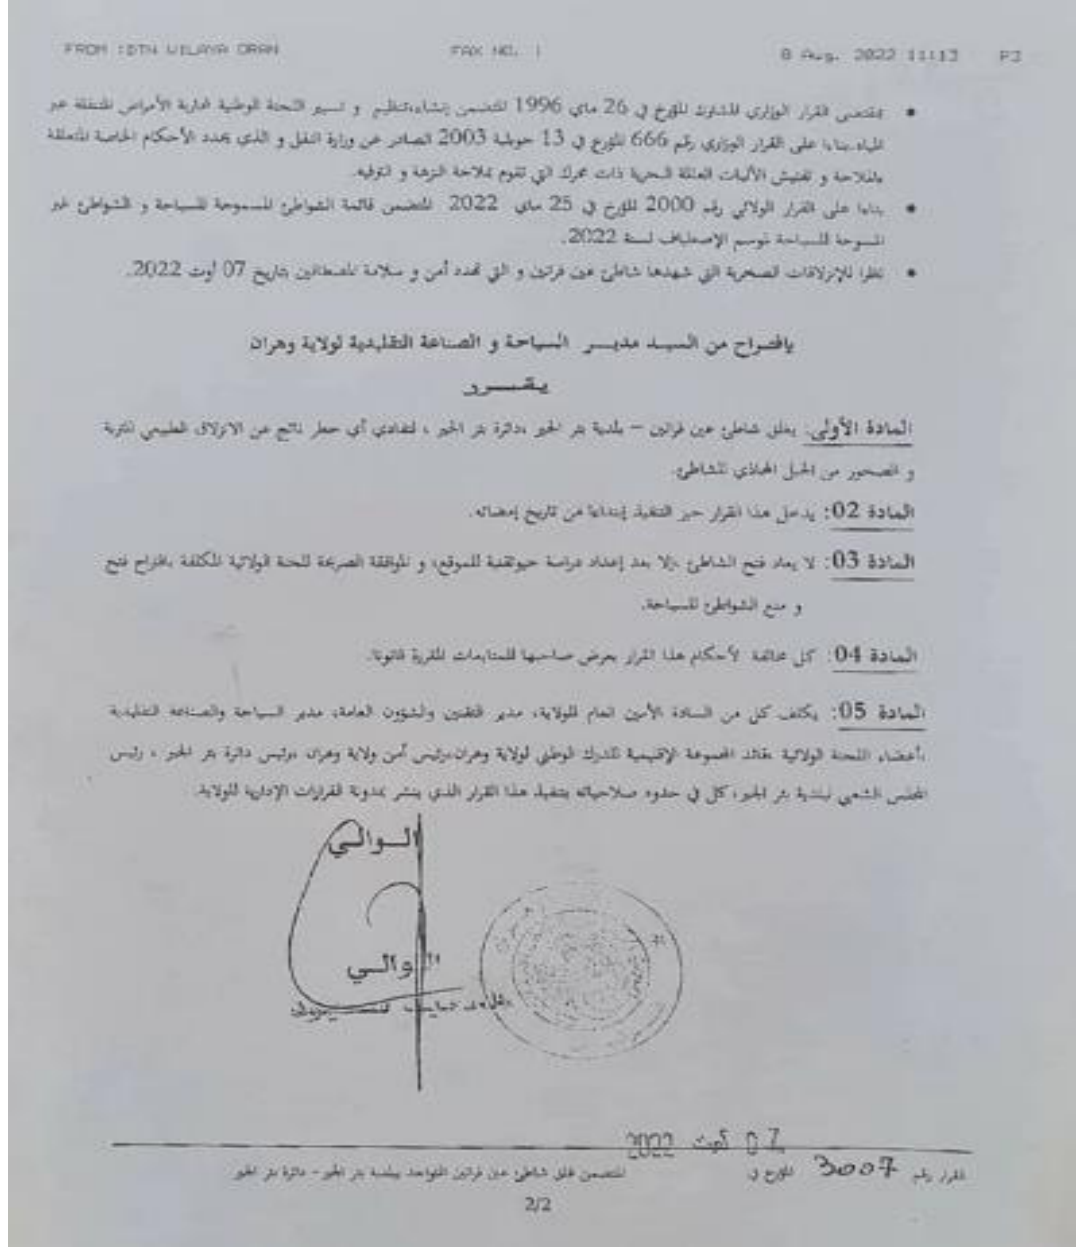 FROM :DTN WILAYA ORAN FAX NO. : 8 Aug. 2022 11:13 P3
• بمقتضى القرار الوزاري المشترك المؤرخ في 26 ماي 1996 المتضمن إنشاء،تنظيم و تسيير اللجنة الوطنية لمحاربة الأمراض المتنقلة عبر
المياه.بناءا على القرار الوزاري رقم 666 المؤرخ في 13 جويلية 2003 الصادر عن وزارة النقل و الذي يحدد الأحكام الخاصة المتعلقة
بالملاحة و تفتيش الآليات العائمة البحرية ذات محرك التي تقوم بملاحة النزهة و الترفيه.
• بناءا على القرار الولائي رقم 2000 المؤرخ في 25 ماي 2022 المتضمن قائمة الشواطئ المسموحة للسباحة و الشواطئ غير
المسموحة للسباحة لموسم الإصطياف لسنة 2022.
• نظرا للإنزلاقات الصخرية التي شهدها شاطئ عين فرانين و التي تهدد أمن و سلامة المصطافين بتاريخ 07 أوت 2022.
بإقتراح من السيد مديـر السياحة و الصناعة التقليدية لولاية وهران
يقـــرر
المادة الأولى: يغلق شاطئ عين فرانين – بلدية بئر الجير ،دائرة بئر الجير ، لتفادي أي خطر ناتج عن الانزلاق الطبيعي للتربة
و الصخور من الجبل المحاذي للشاطئ.
المادة 02: يدخل هذا القرار حيز التنفيذ إبتداءا من تاريخ إمضائه.
المادة 03: لا يعاد فتح الشاطئ إلا بعد إعداد دراسة جيوتقنية للموقع، و الموافقة الصريحة للجنة الولائية المكلفة باقتراح فتح
و منع الشواطئ للسباحة.
المادة 04: كل مخالفة لأحكام هذا القرار يعرض صاحبها للمتابعات المقررة قانونا.
المادة 05: يكلف كل من السادة الأمين العام للولاية، مدير التقنين والشؤون العامة، مدير السياحة والصناعة التقليدية
،أعضاء اللجنة الولائية ،قائد المجموعة الإقليمية للدرك الوطني لولاية وهران،رئيس أمن ولاية وهران ،رئيس دائرة بئر الجير ، رئيس
المجلس الشعبي لبلدية بئر الجير، كل في حدود صلاحياته بتنفيذ هذا القرار الذي ينشر بمدونة القرارات الإدارية للولاية.
الـوالـي
الـوالـي
07 أوت 2022
القرار رقم 3007 المؤرخ في المتضمن غلق شاطئ عين فرانين المتواجد ببلدية بئر الجير- دائرة بئر الجير
2/2